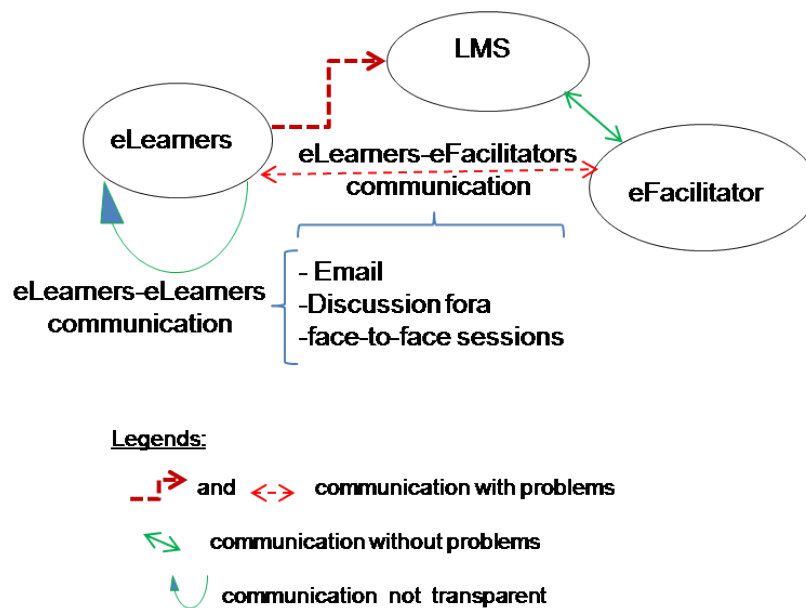 LMS
eLearners
eLearners-eFacilitators
communication
eFacilitator
eLearners-eLearners
communication
- Email
-Discussion fora
-face-to-face sessions
Legends:
and communication with problems
communication without problems
communication not transparent